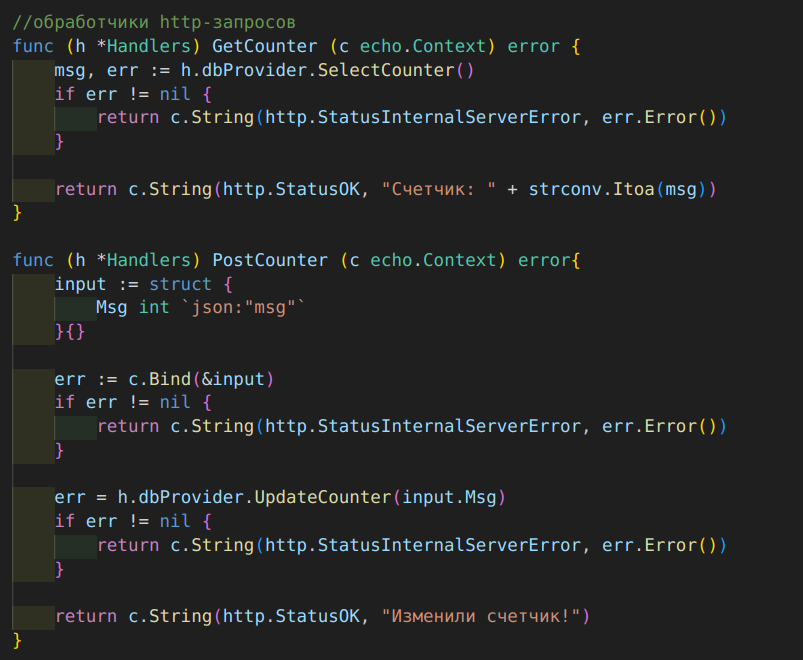 //обработчики http-запросов
func (h *Handlers) GetCounter (c echo.Context) error {
    msg, err := h.dbProvider.SelectCounter()
    if err != nil {
        return c.String(http.StatusInternalServerError, err.Error())
    }

    return c.String(http.StatusOK, "Счетчик: " + strconv.Itoa(msg))
}

func (h *Handlers) PostCounter (c echo.Context) error{
    input := struct {
        Msg int `json:"msg"`
    }{}

    err := c.Bind(&input)
    if err != nil {
        return c.String(http.StatusInternalServerError, err.Error())
    }

    err = h.dbProvider.UpdateCounter(input.Msg)
    if err != nil {
        return c.String(http.StatusInternalServerError, err.Error())
    }

    return c.String(http.StatusOK, "Изменили счетчик!")
}